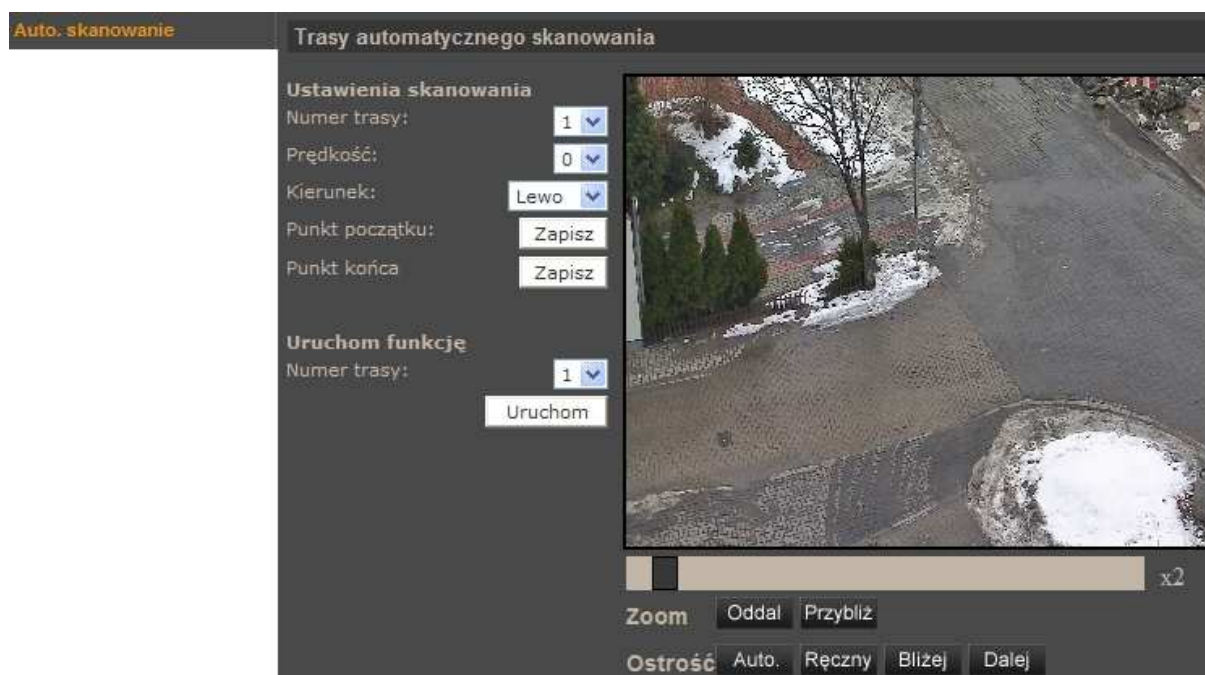 Auto. skanowanie
Trasy automatycznego skanowania
Ustawienia skanowania
Numer trasy: 1
Prędkość: 0
Kierunek: Lewo
Punkt początku: Zapisz
Punkt końca Zapisz
Uruchom funkcję
Numer trasy: 1
Uruchom
x2
Zoom Oddal Przybliż
Ostrość Auto. Ręczny Bliżej Dalej